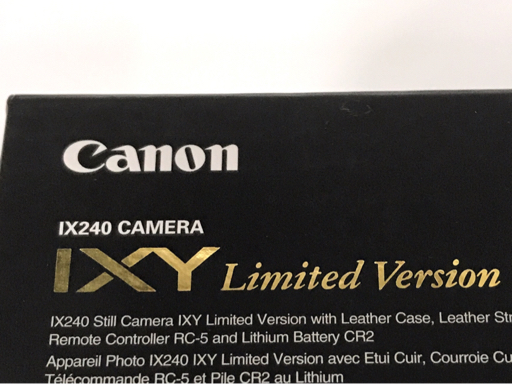 Canon
IX240 CAMERA
IXY Limited Version
IX240 Still Camera IXY Limited Version with Leather Case, Leather
Remote Controller RC-5 and Lithium Battery CR2
Appareil Photo IX240 IXY Limited Version avec Etui Cuir, Courroie
Télécommande RC-5 et Pile CR2 au Lithium